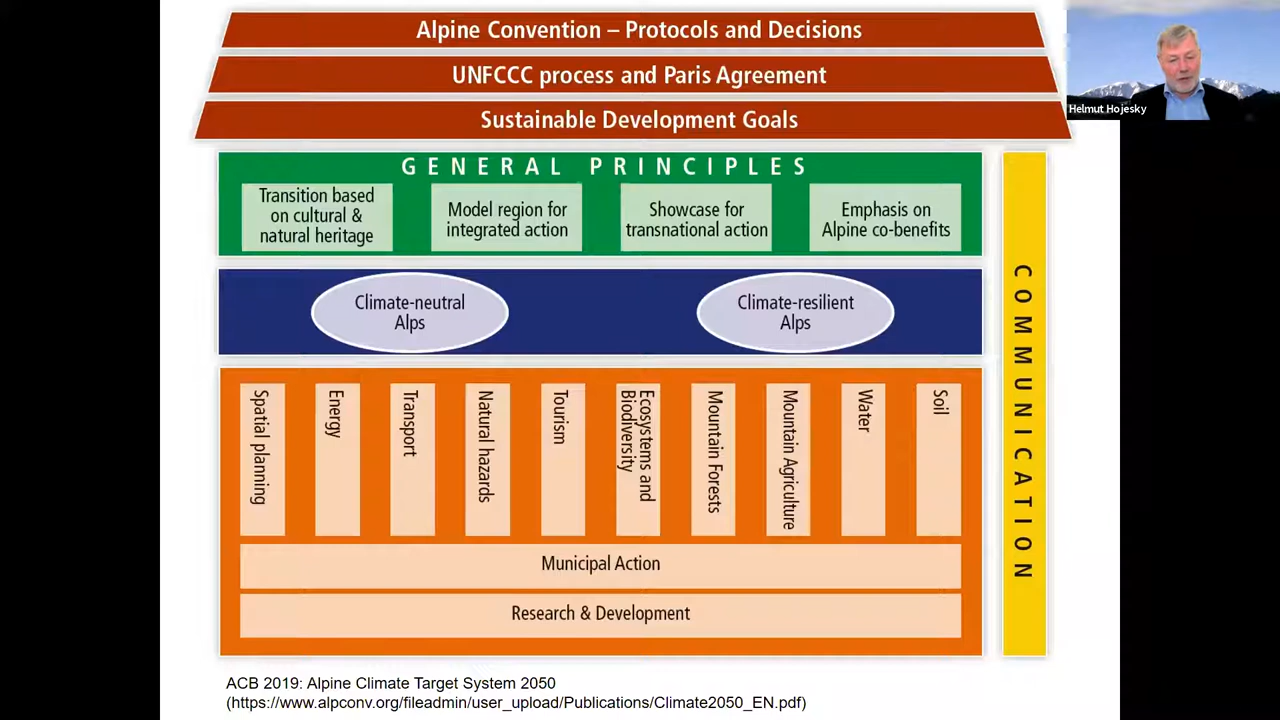 Alpine Convention – Protocols and Decisions
UNFCCC process and Paris Agreement
Sustainable Development Goals
Helmut Hojesky
GENERAL PRINCIPLES
Transition based
on cultural &
natural heritage
Model region for
integrated action
Showcase for
transnational action
Emphasis on
Alpine co-benefits
Climate-neutral
Alps
Climate-resilient
Alps
COMMUNICATION
Spatial planning
Energy
Transport
Natural hazards
Tourism
Ecosystems and
Biodiversity
Mountain Forests
Mountain Agriculture
Water
Soil
Municipal Action
Research & Development
ACB 2019: Alpine Climate Target System 2050
(https://www.alpconv.org/fileadmin/user_upload/Publications/Climate2050_EN.pdf)